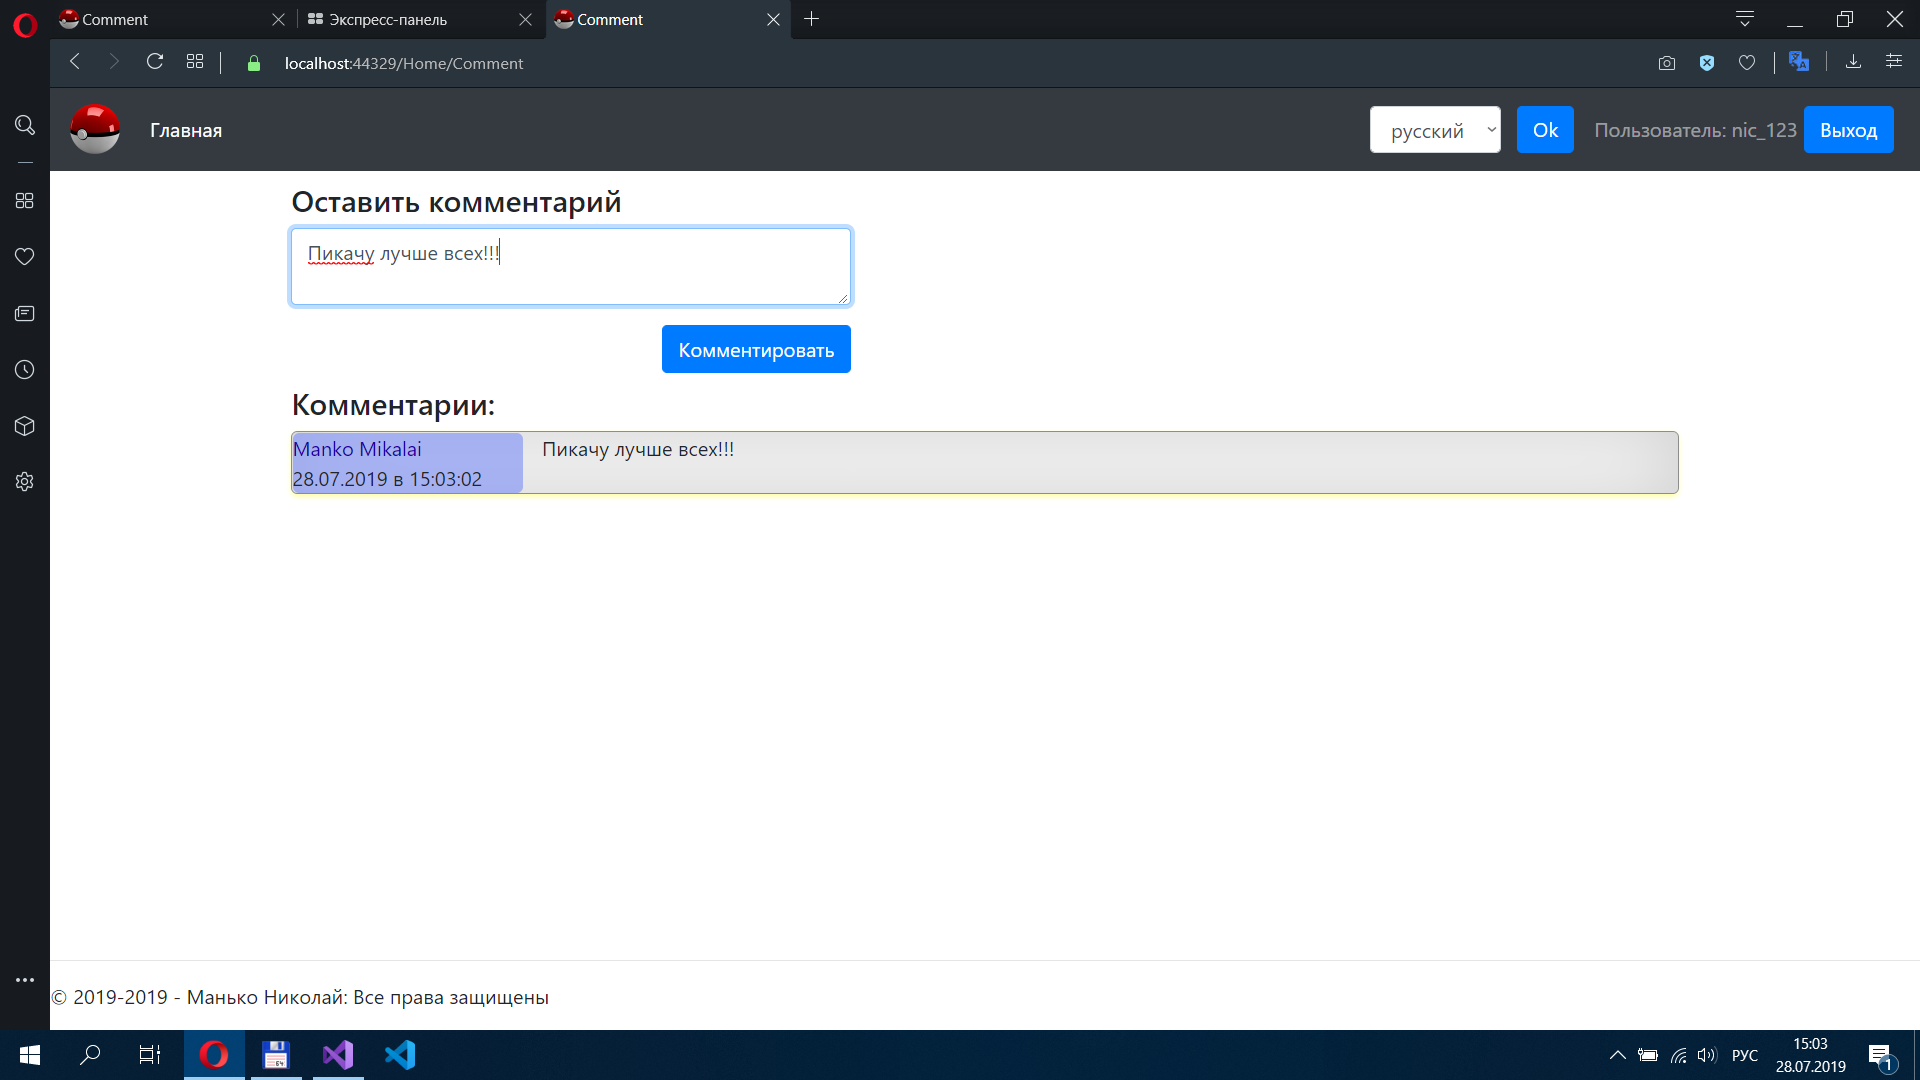 Comment
Экспресс-панель
Comment
localhost:44329/Home/Comment
Главная
русский
Ok
Пользователь: nic_123
Выход
Оставить комментарий
Пикачу лучше всех!!!
Комментировать
Комментарии:
Manko Mikalai
Пикачу лучше всех!!!
28.07.2019 в 15:03:02
© 2019-2019 - Манько Николай: Все права защищены
64
РУС
15:03
28.07.2019
1